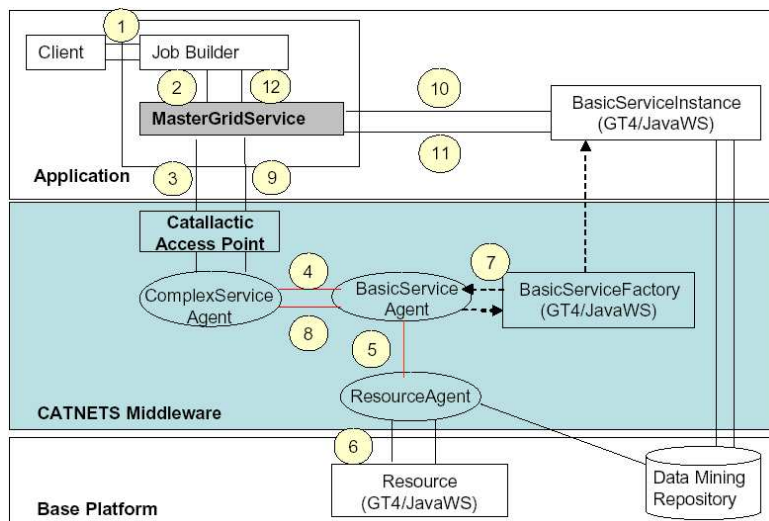 1
Client
Job Builder
2
12
10
MasterGridService
BasicServiceInstance
(GT4/JavaWS)
11
Application
3
9
Catallactic
Access Point
4
7
ComplexService
Agent
BasicService
Agent
BasicServiceFactory
(GT4/JavaWS)
8
5
ResourceAgent
CATNETS Middleware
6
Resource
(GT4/JavaWS)
Data Mining
Repository
Base Platform